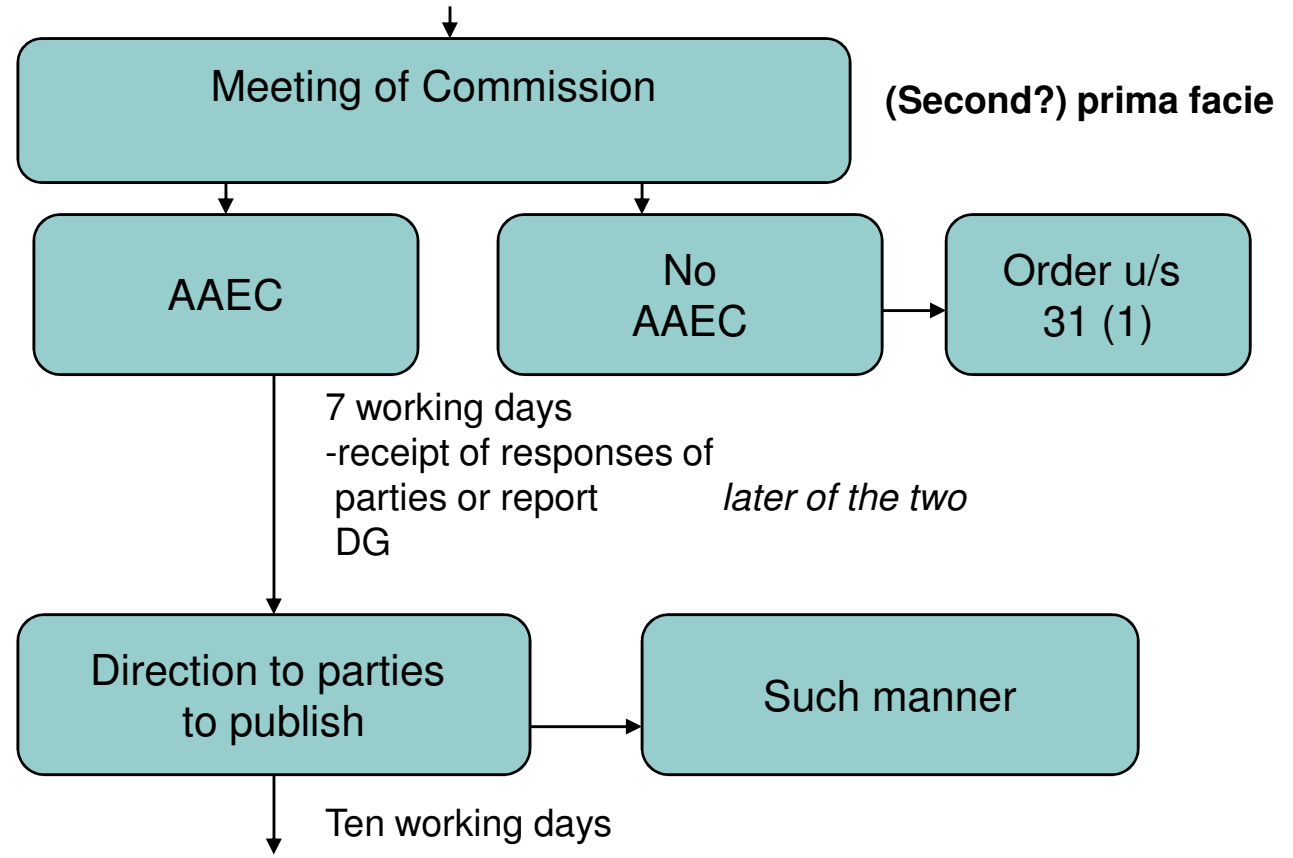 Meeting of Commission
(Second?) prima facie
AAEC
No
AAEC
Order u/s
31 (1)
7 working days
-receipt of responses of
parties or report
later of the two
DG
Direction to parties
to publish
Such manner
Ten working days